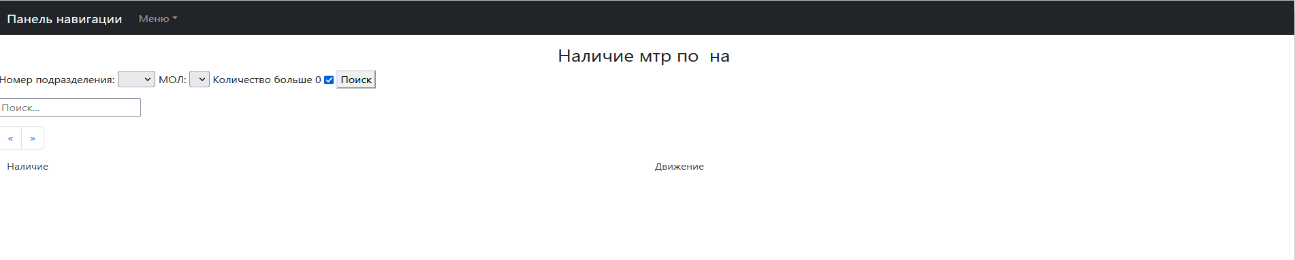 Панель навигации Меню
Наличие мтр по на
Номер подразделения: МОЛ: Количество больше 0 Поиск
Поиск...
« »
Наличие Движение